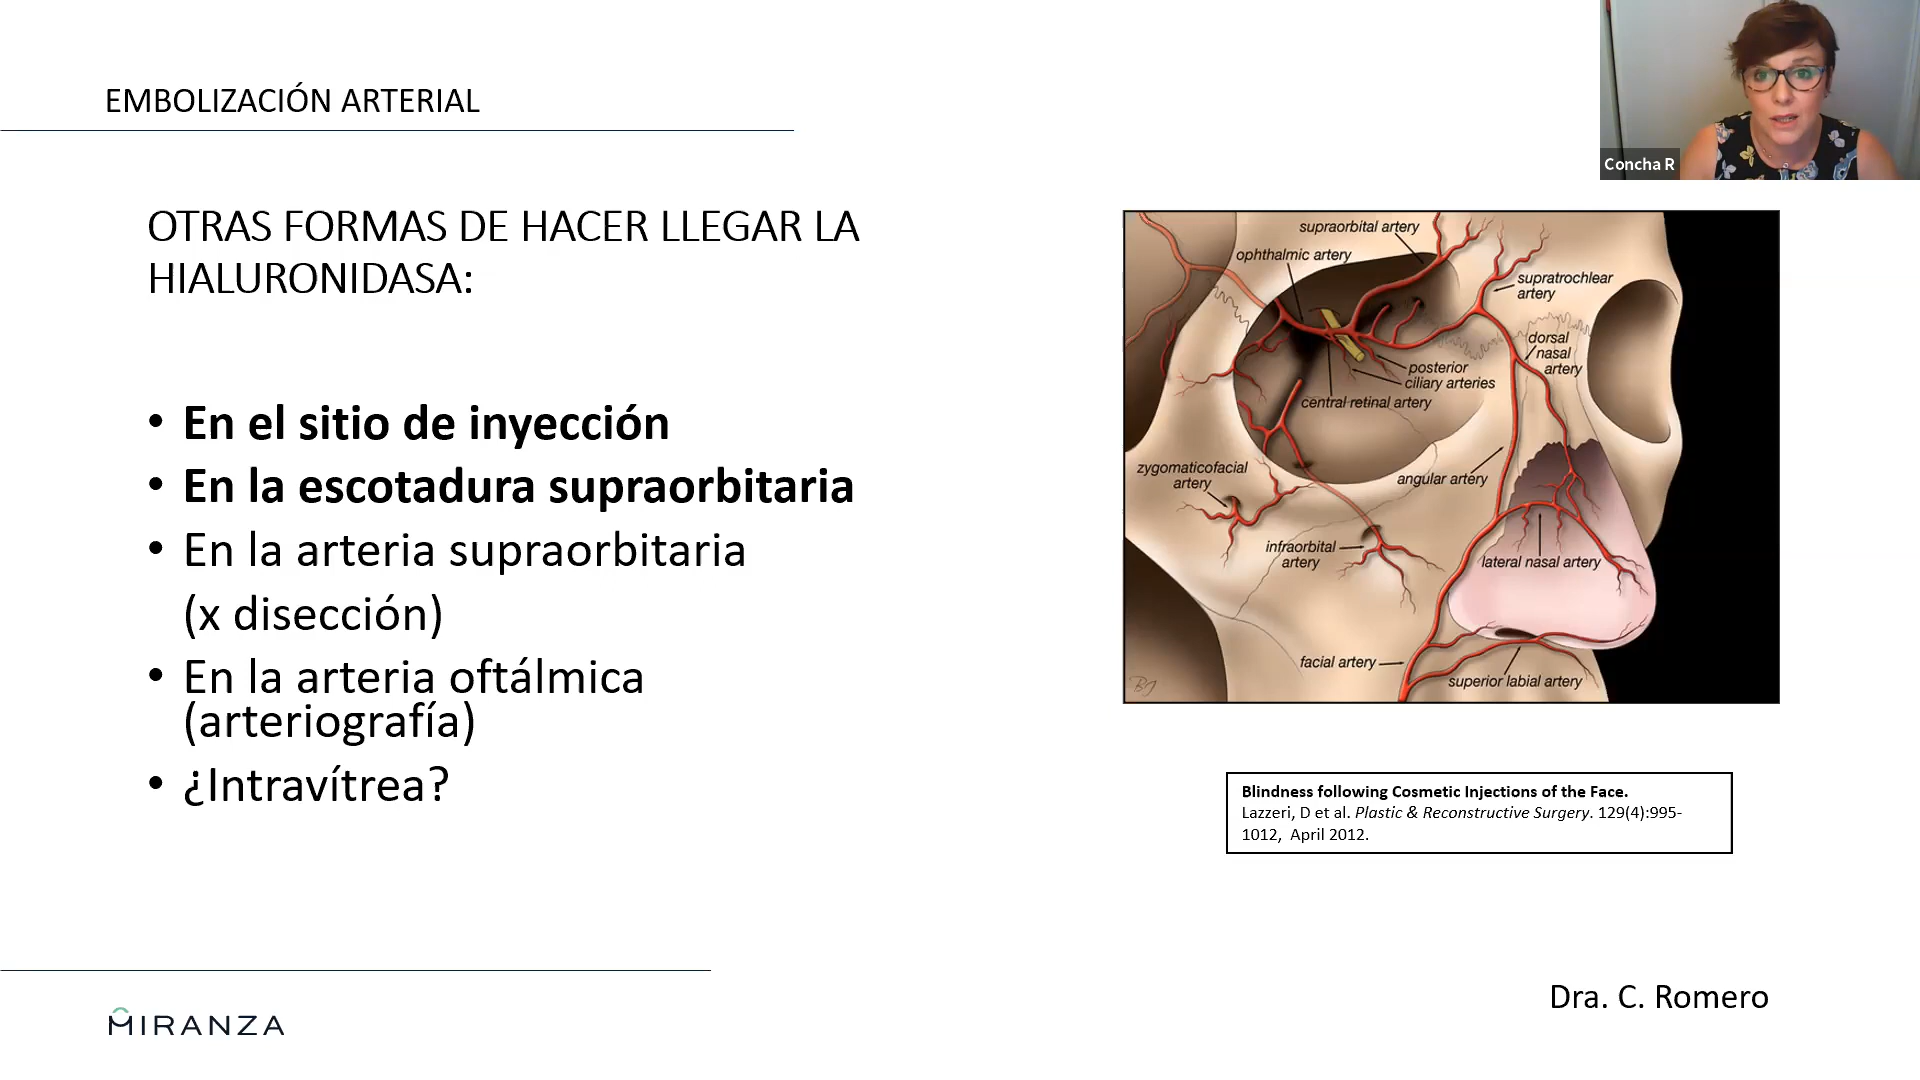 EMBOLIZACIÓN ARTERIAL
Concha R
OTRAS FORMAS DE HACER LLEGAR LA
HIALURONIDASA:
• En el sitio de inyección
• En la escotadura supraorbitaria
• En la arteria supraorbitaria
(x disección)
• En la arteria oftálmica
(arteriografía)
• ¿Intravítrea?
supraorbital artery
ophthalmic artery
supratrochlear
artery
dorsal
nasal
artery
posterior
ciliary arteries
central retinal artery
zygomaticofacial
artery
angular artery
infraorbital
artery
lateral nasal artery
facial artery
superior labial artery
Blindness following Cosmetic Injections of the Face.
Lazzeri, D et al. Plastic & Reconstructive Surgery. 129(4):995-
1012, April 2012.
Dra. C. Romero
MIRANZA